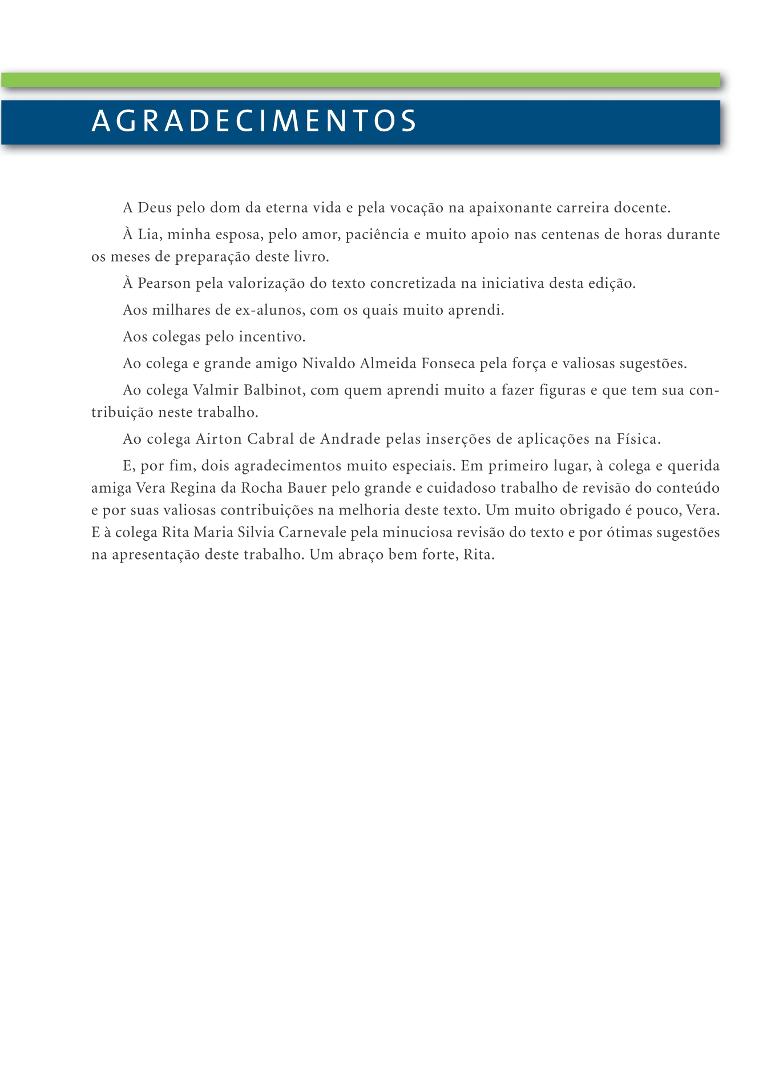 AGRADECIMENTOS
A Deus pelo dom da eterna vida e pela vocação na apaixonante carreira docente.
À Lia, minha esposa, pelo amor, paciência e muito apoio nas centenas de horas durante
os meses de preparação deste livro.
À Pearson pela valorização do texto concretizada na iniciativa desta edição.
Aos milhares de ex-alunos, com os quais muito aprendi.
Aos colegas pelo incentivo.
Ao colega e grande amigo Nivaldo Almeida Fonseca pela força e valiosas sugestões.
Ao colega Valmir Balbinot, com quem aprendi muito a fazer figuras e que tem sua con-
tribuição neste trabalho.
Ao colega Airton Cabral de Andrade pelas inserções de aplicações na Física.
E, por fim, dois agradecimentos muito especiais. Em primeiro lugar, à colega e querida
amiga Vera Regina da Rocha Bauer pelo grande e cuidadoso trabalho de revisão do conteúdo
e por suas valiosas contribuições na melhoria deste texto. Um muito obrigado é pouco, Vera.
E à colega Rita Maria Silvia Carnevale pela minuciosa revisão do texto e por ótimas sugestões
na apresentação deste trabalho. Um abraço bem forte, Rita.